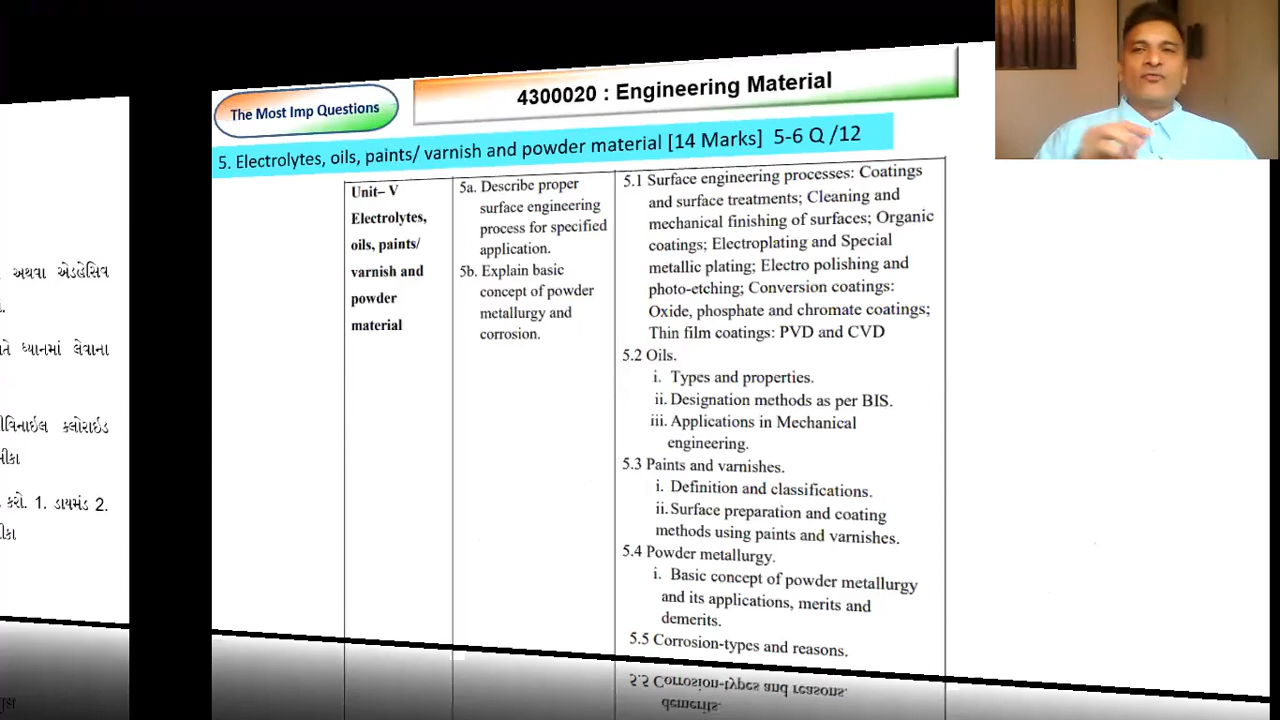 The Most Imp Questions
4300020 : Engineering Material
5. Electrolytes, oils, paints/ varnish and powder material [14 Marks] 5-6 Q /12
Unit– V
Electrolytes,
oils, paints/
varnish and
powder
material
5a. Describe proper
surface engineering
process for specified
application.
5b. Explain basic
concept of powder
metallurgy and
corrosion.
5.1 Surface engineering processes: Coatings
and surface treatments; Cleaning and
mechanical finishing of surfaces; Organic
coatings; Electroplating and Special
metallic plating; Electro polishing and
photo-etching; Conversion coatings:
Oxide, phosphate and chromate coatings;
Thin film coatings: PVD and CVD
5.2 Oils.
i. Types and properties.
ii. Designation methods as per BIS.
iii. Applications in Mechanical
engineering.
5.3 Paints and varnishes.
i. Definition and classifications.
ii. Surface preparation and coating
methods using paints and varnishes.
5.4 Powder metallurgy.
i. Basic concept of powder metallurgy
and its applications, merits and
demerits.
5.5 Corrosion-types and reasons.
અથવા એડહેસિવ
ધ્યાનમાં લેવાના
ક્લોરાઇડ
કરો. 1. ડાયમંડ 2.